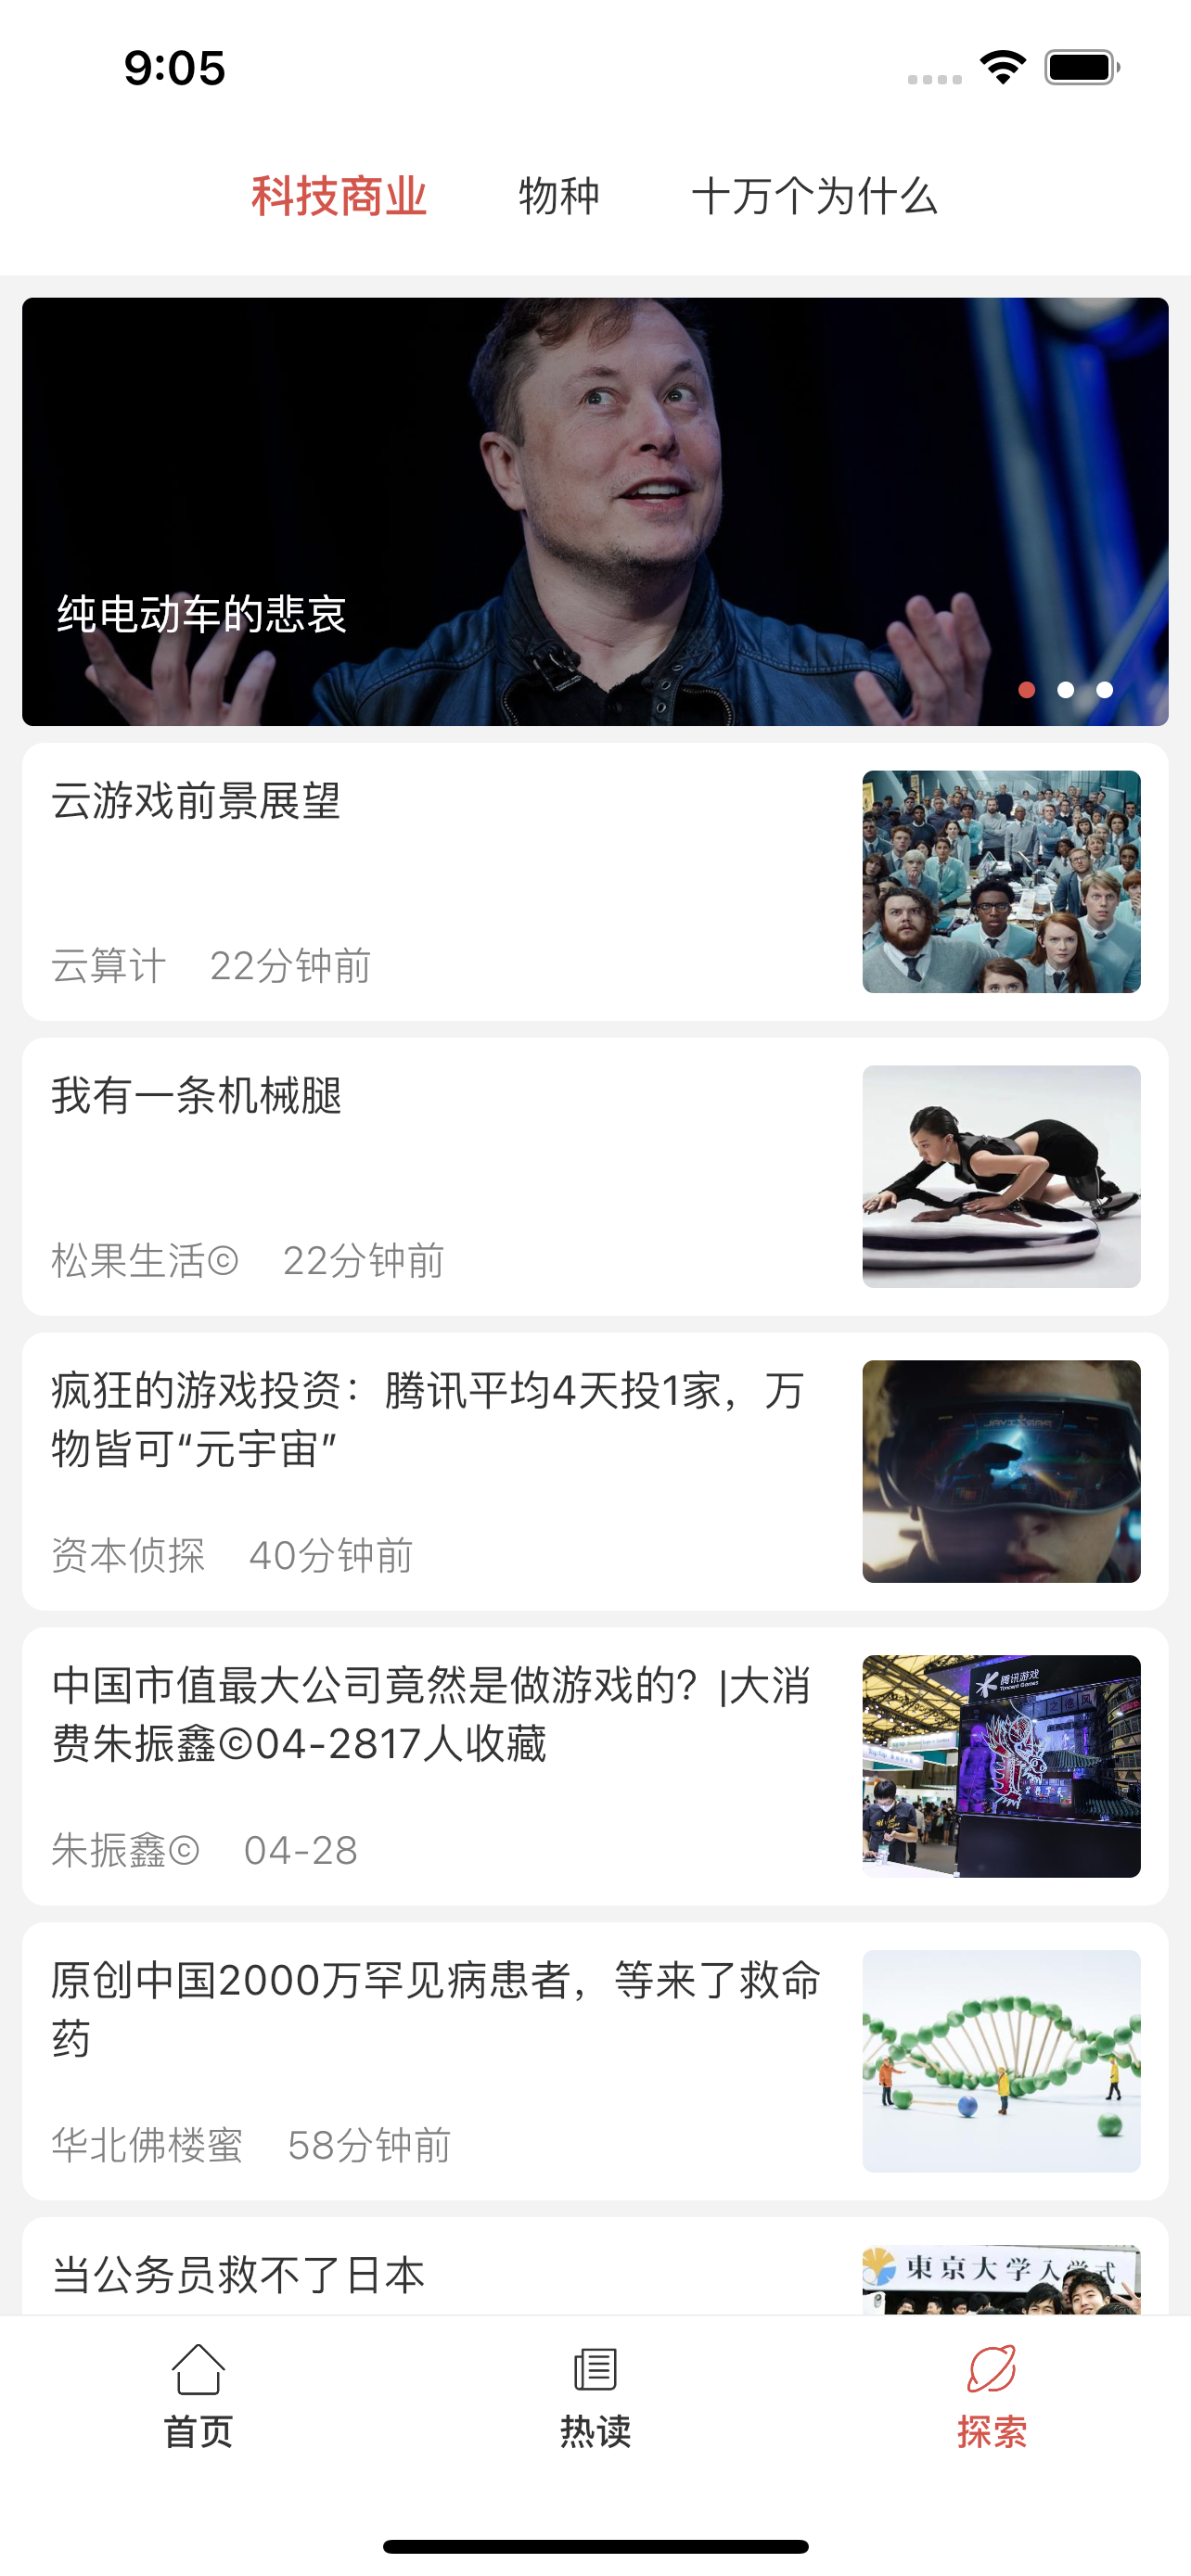 9:05
科技商业 物种 十万个为什么
纯电动车的悲哀
云游戏前景展望
云算计 22分钟前
我有一条机械腿
松果生活© 22分钟前
疯狂的游戏投资：腾讯平均4天投1家，万
物皆可“元宇宙”
资本侦探 40分钟前
中国市值最大公司竟然是做游戏的？|大消
费朱振鑫©04-2817人收藏
腾讯游戏
Tencent Games
朱振鑫© 04-28
原创中国2000万罕见病患者，等来了救命
药
华北佛楼蜜 58分钟前
当公务员救不了日本
東京大学入学式
首页 热读 探索